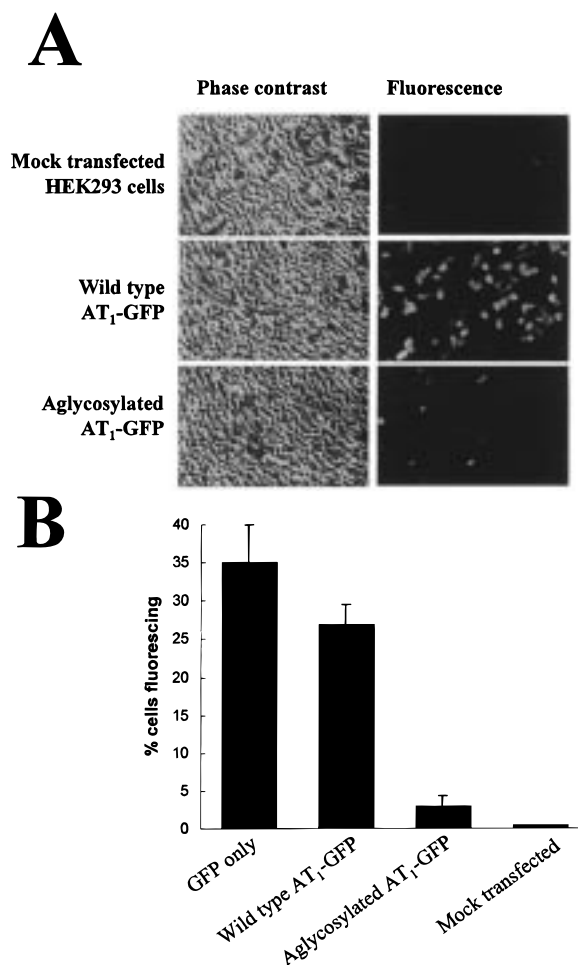 A
Phase contrast
Fluorescence
Mock transfected
HEK293 cells
Wild type
AT₁-GFP
Aglycosylated
AT₁-GFP
B
% cells fluorescing
40
35
30
25
20
15
10
5
0
GFP only
Wild type AT₁-GFP
Aglycosylated AT₁-GFP
Mock transfected